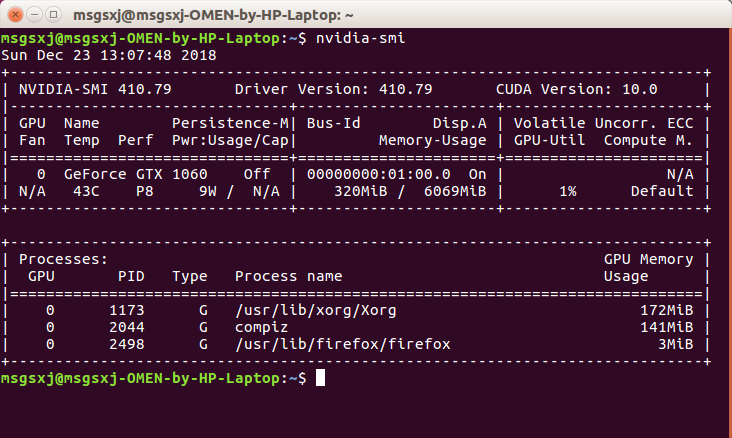 msgsxj@msgsxj-OMEN-by-HP-Laptop: ~
msgsxj@msgsxj-OMEN-by-HP-Laptop:~$ nvidia-smi
Sun Dec 23 13:07:48 2018
+-----------------------------------------------------------------------------+
| NVIDIA-SMI 410.79       Driver Version: 410.79       CUDA Version: 10.0     |
|-------------------------------+----------------------+----------------------+
| GPU  Name        Persistence-M| Bus-Id        Disp.A | Volatile Uncorr. ECC |
| Fan  Temp  Perf  Pwr:Usage/Cap|         Memory-Usage | GPU-Util  Compute M. |
|===============================+======================+======================|
|   0  GeForce GTX 1060    Off  | 00000000:01:00.0  On |                  N/A |
| N/A   43C    P8     9W /  N/A |    320MiB /  6069MiB |      1%      Default |
+-------------------------------+----------------------+----------------------+
+-----------------------------------------------------------------------------+
| Processes:                                                       GPU Memory |
|  GPU       PID   Type   Process name                             Usage      |
|=============================================================================|
|    0      1173      G   /usr/lib/xorg/Xorg                           172MiB |
|    0      2044      G   compiz                                       141MiB |
|    0      2498      G   /usr/lib/firefox/firefox                       3MiB |
+-----------------------------------------------------------------------------+
msgsxj@msgsxj-OMEN-by-HP-Laptop:~$